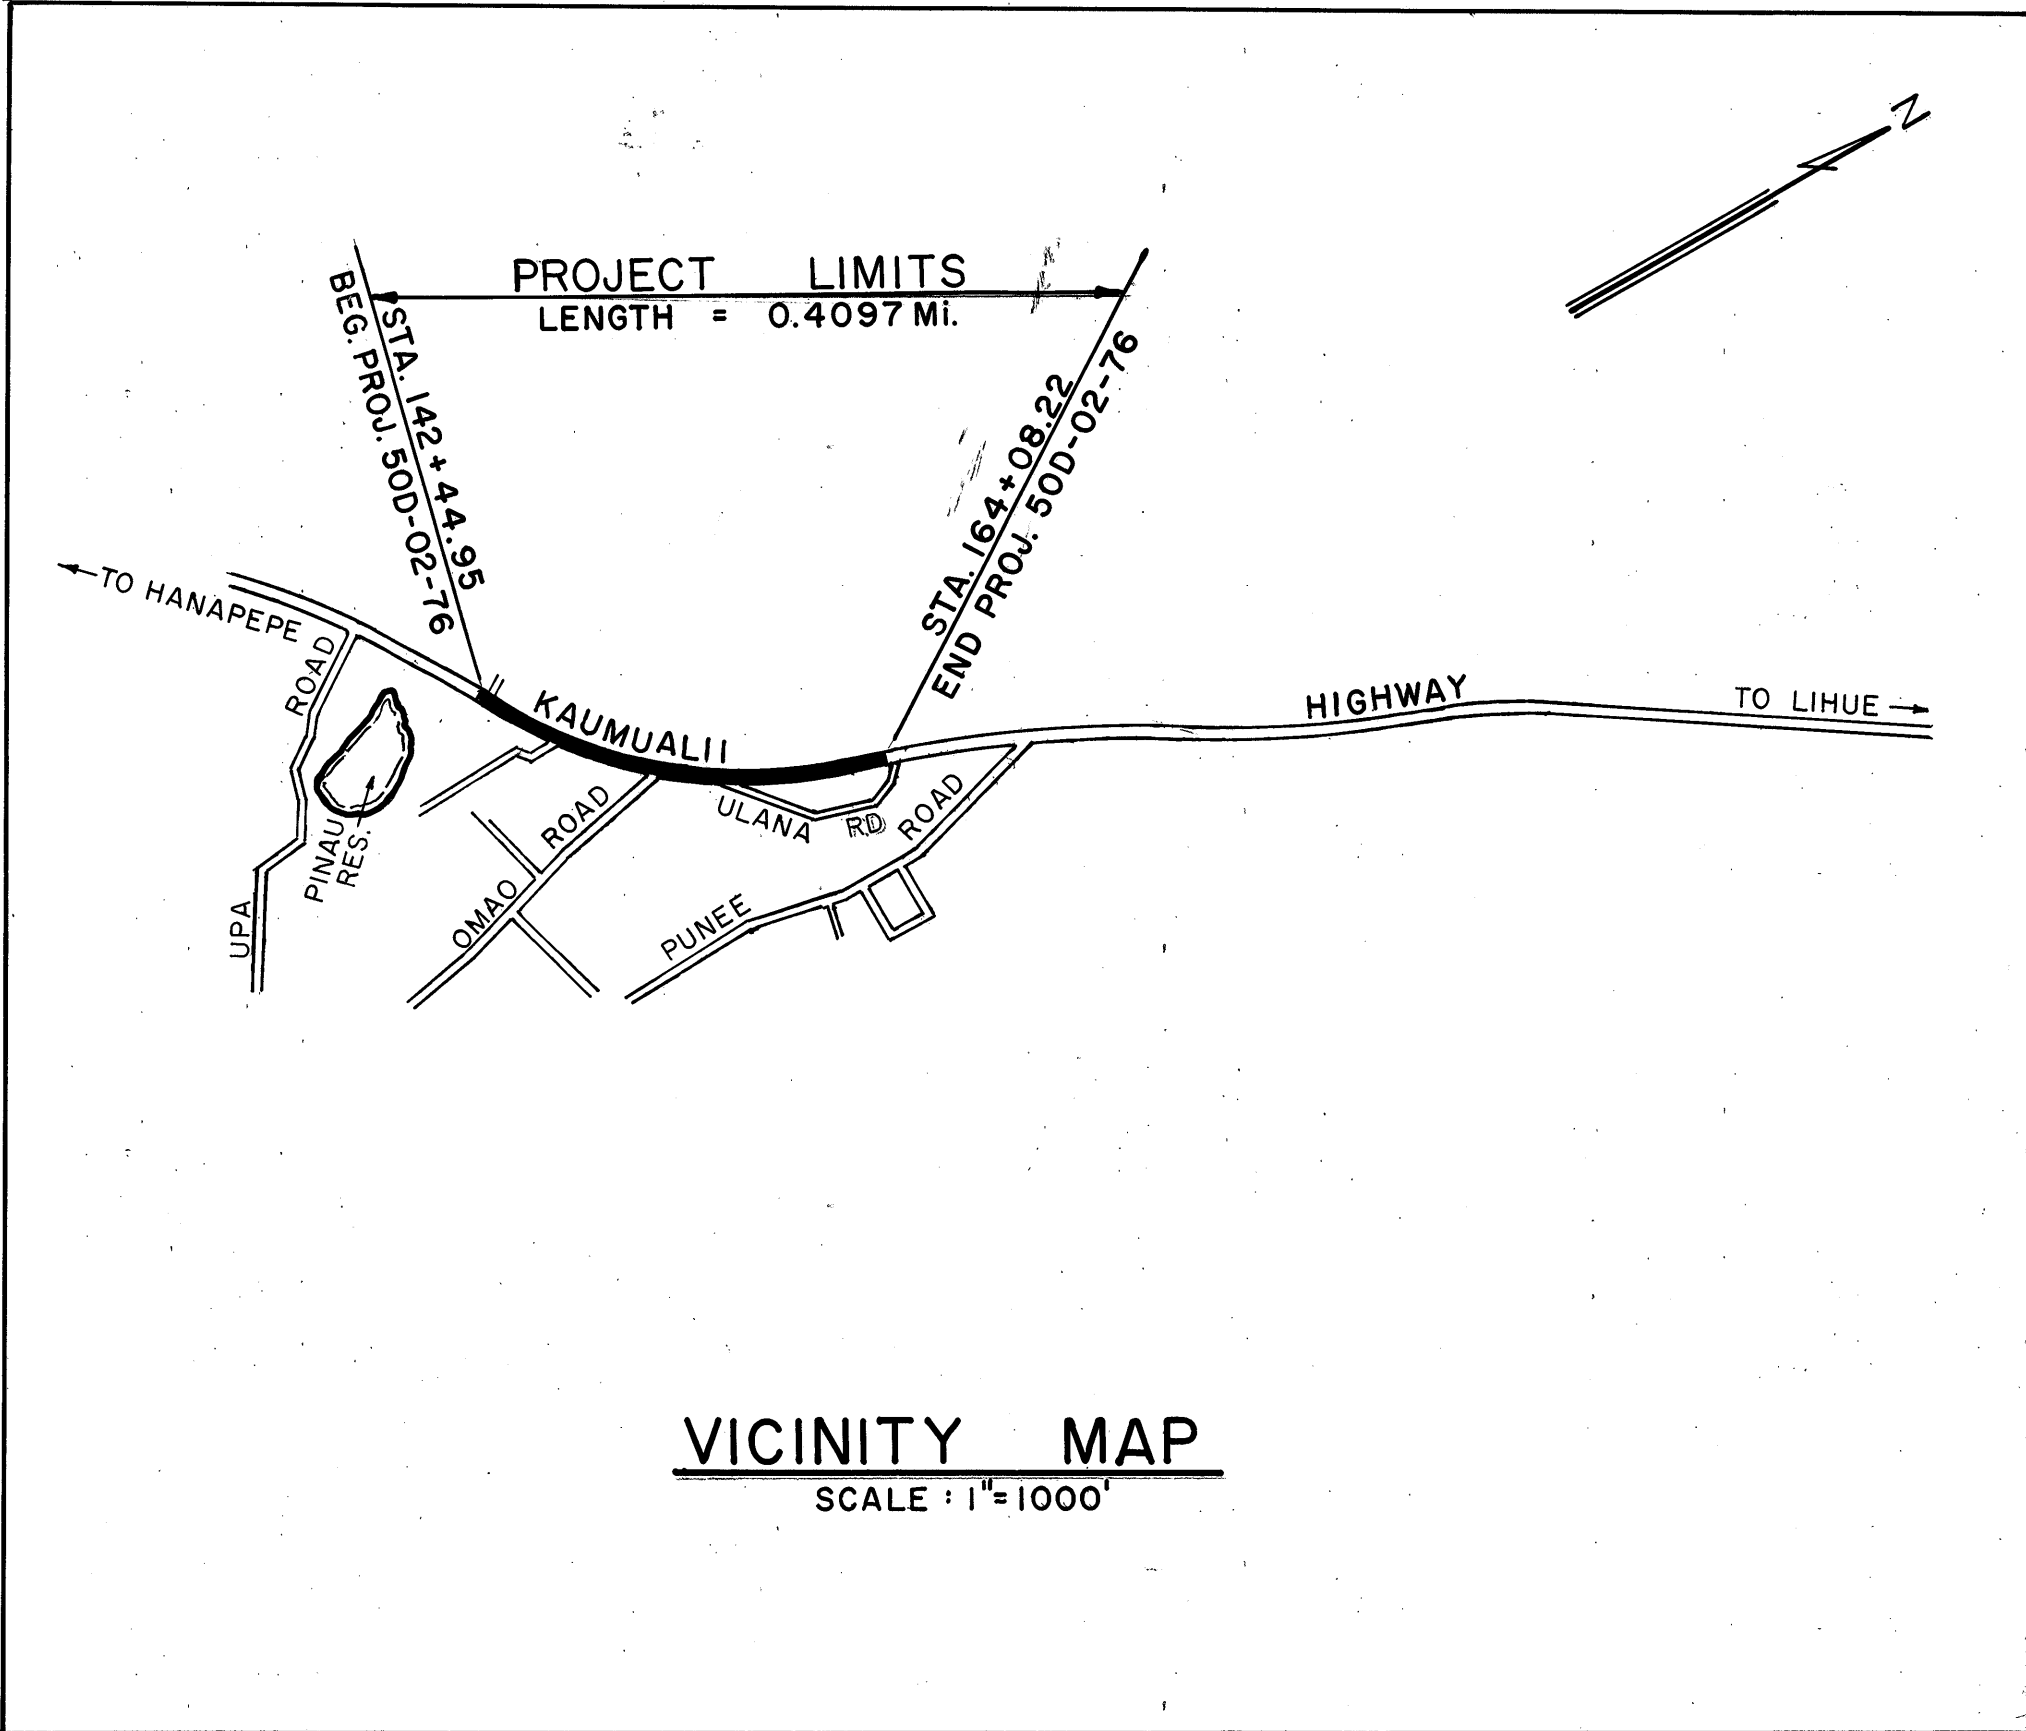 N
PROJECT LIMITS
LENGTH = 0.4097 Mi.
STA. 142+44.95
BEG. PROJ. 50D-02-76
STA. 164+08.22
END PROJ. 50D-02-76
TO HANAPEPE
KAUMUALII HIGHWAY
TO LIHUE
UPA ROAD
PINAU
RES.
OMAO ROAD
ULANA RD
PUNEE ROAD
VICINITY MAP
SCALE : 1"=1000'